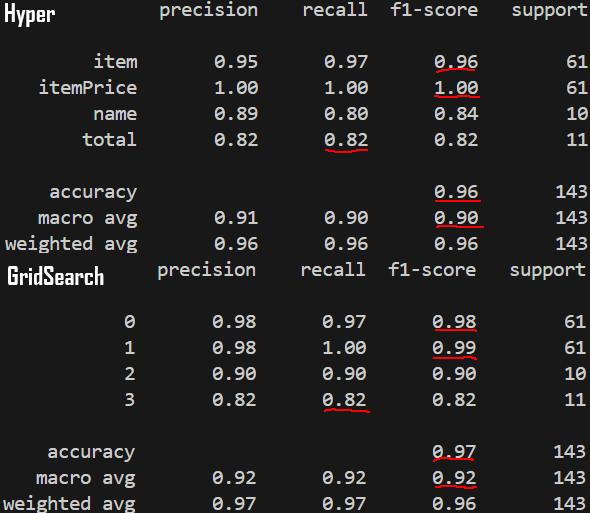 Hyper precision recall f1-score support
item 0.95 0.97 0.96 61
itemPrice 1.00 1.00 1.00 61
name 0.89 0.80 0.84 10
total 0.82 0.82 0.82 11
accuracy 0.96 143
macro avg 0.91 0.90 0.90 143
weighted avg 0.96 0.96 0.96 143
GridSearch precision recall f1-score support
0 0.98 0.97 0.98 61
1 0.98 1.00 0.99 61
2 0.90 0.90 0.90 10
3 0.82 0.82 0.82 11
accuracy 0.97 143
macro avg 0.92 0.92 0.92 143
weighted avg 0.97 0.97 0.96 143